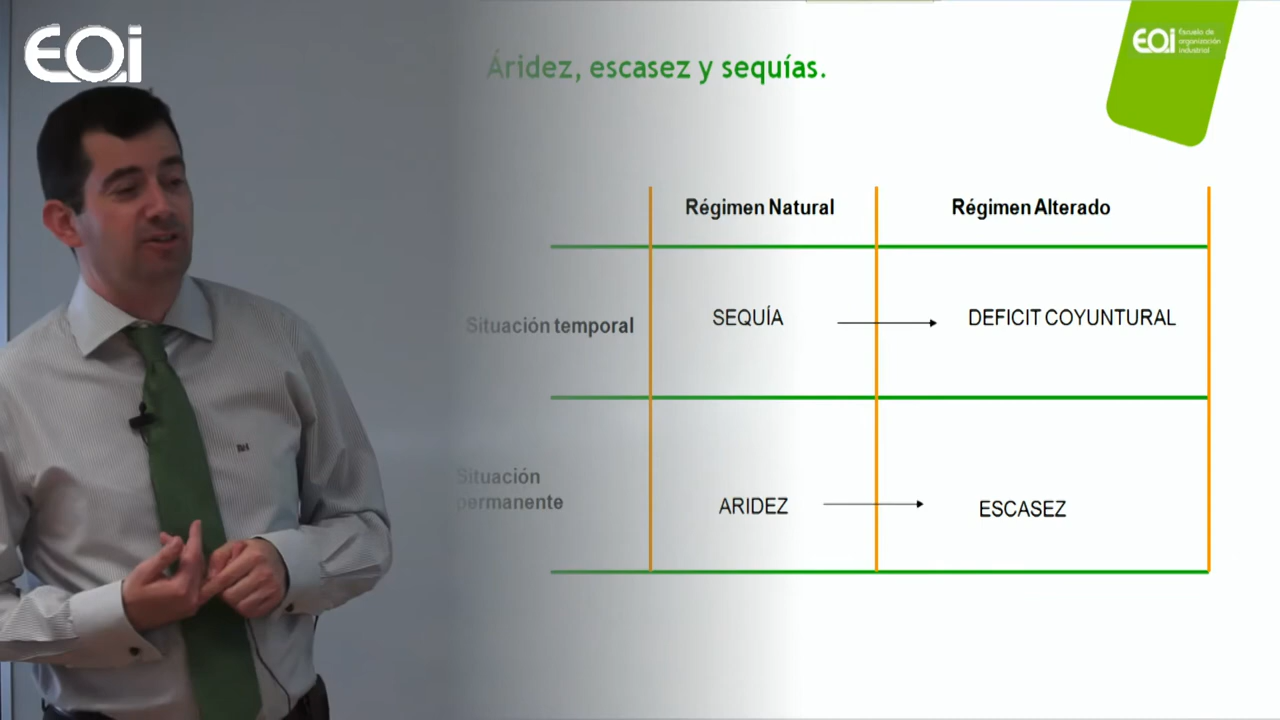 EOi
Áridez, escasez y sequías.
EOi
Escuela de
organización
industrial
Régimen Natural
Régimen Alterado
Situación temporal
SEQUÍA
DEFICIT COYUNTURAL
Situación
permanente
ARIDEZ
ESCASEZ